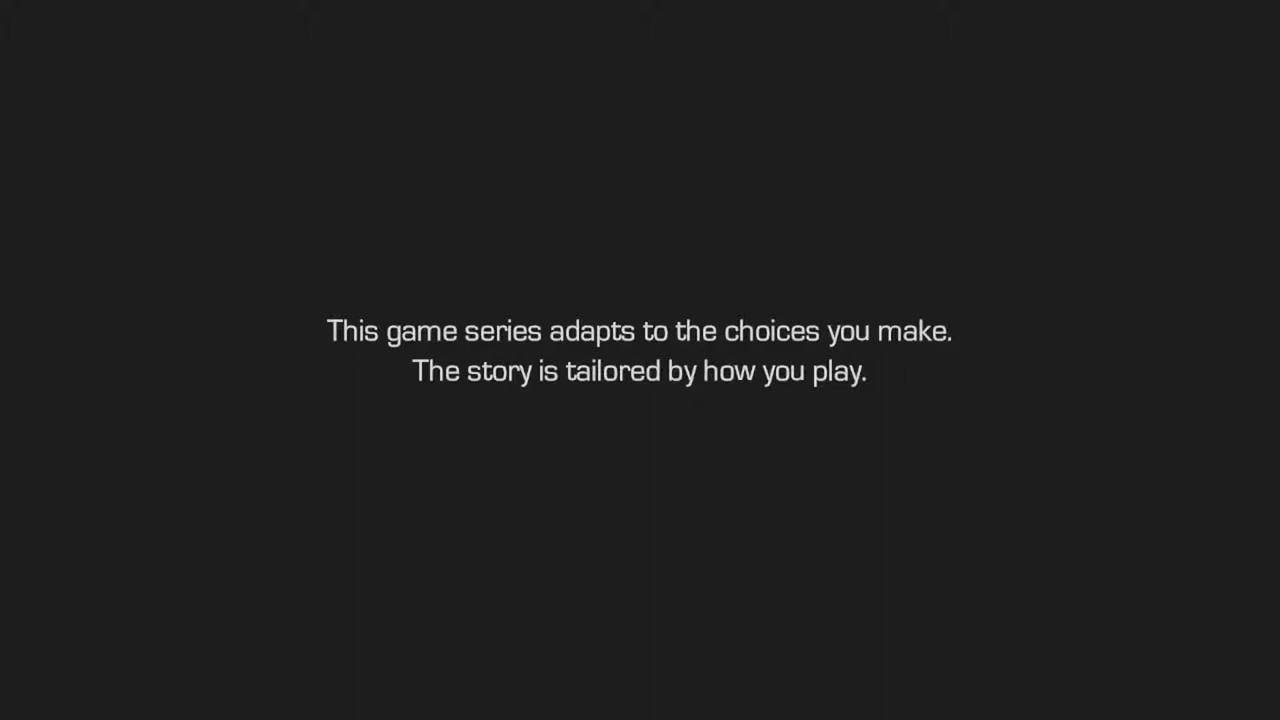 This game series adapts to the choices you make.
The story is tailored by how you play.